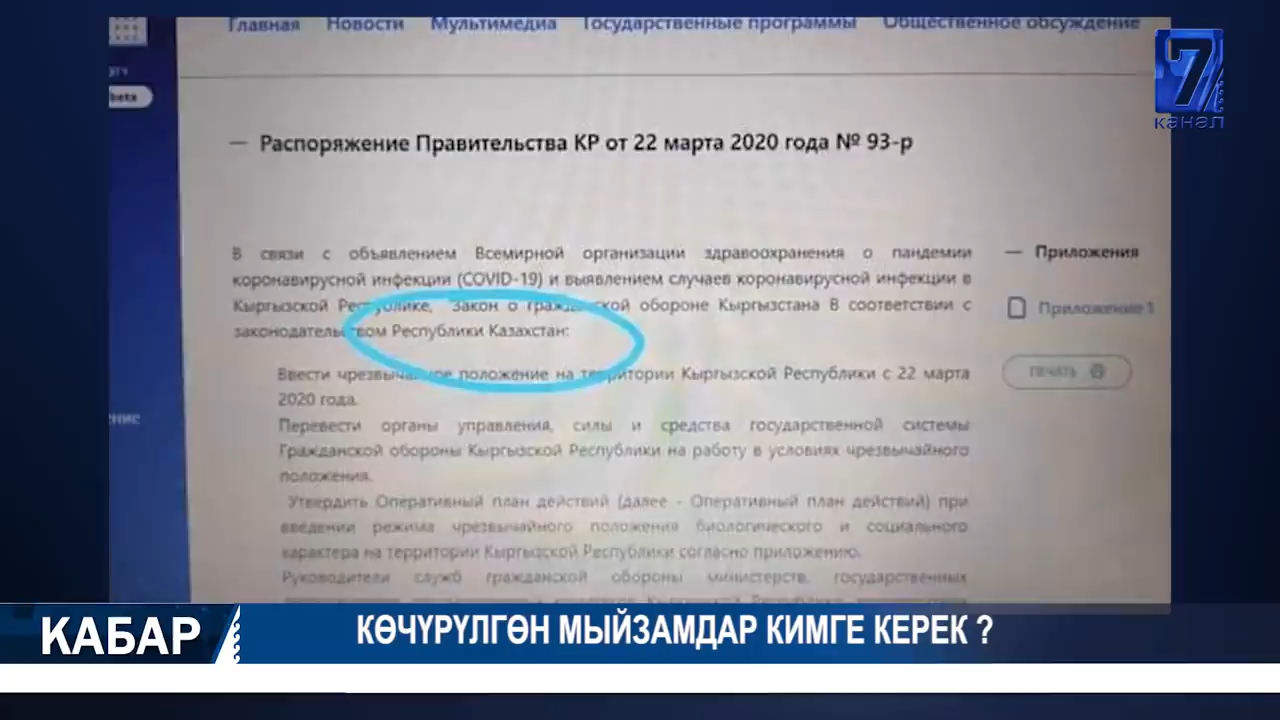 Главная Новости Мультимедиа Государственные программы Общественное обсуждение
7
канал
beta
— Распоряжение Правительства КР от 22 марта 2020 года № 93-р
В связи с объявлением Всемирной организации здравоохранения о пандемии
коронавирусной инфекции (COVID-19) и выявлением случаев коронавирусной инфекции в
Кыргызской Республике, Закон о гражданской обороне Кыргызстана В соответствии с
законодательством Республики Казахстан:
— Приложения
Приложение 1
ПЕЧАТЬ
Ввести чрезвычайное положение на территории Кыргызской Республики с 22 марта
2020 года.
Перевести органы управления, силы и средства государственной системы
Гражданской обороны Кыргызской Республики на работу в условиях чрезвычайного
положения.
Утвердить Оперативный план действий (далее - Оперативный план действий) при
введении режима чрезвычайного положения биологического и социального
характера на территории Кыргызской Республики согласно приложению.
Руководители служб гражданской обороны министерств, государственных
КАБАР
КӨЧҮРҮЛГӨН МЫЙЗАМДАР КИМГЕ КЕРЕК ?